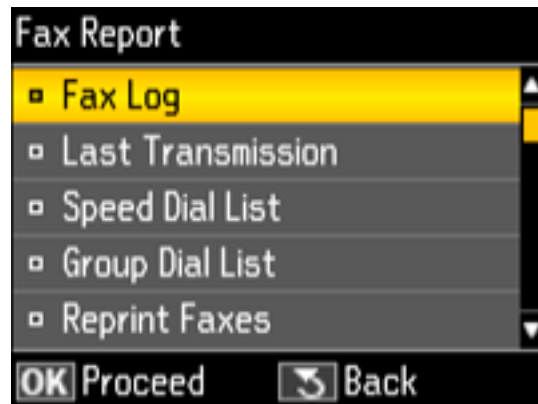 Fax Report
Fax Log
Last Transmission
Speed Dial List
Group Dial List
Reprint Faxes
OK Proceed Back